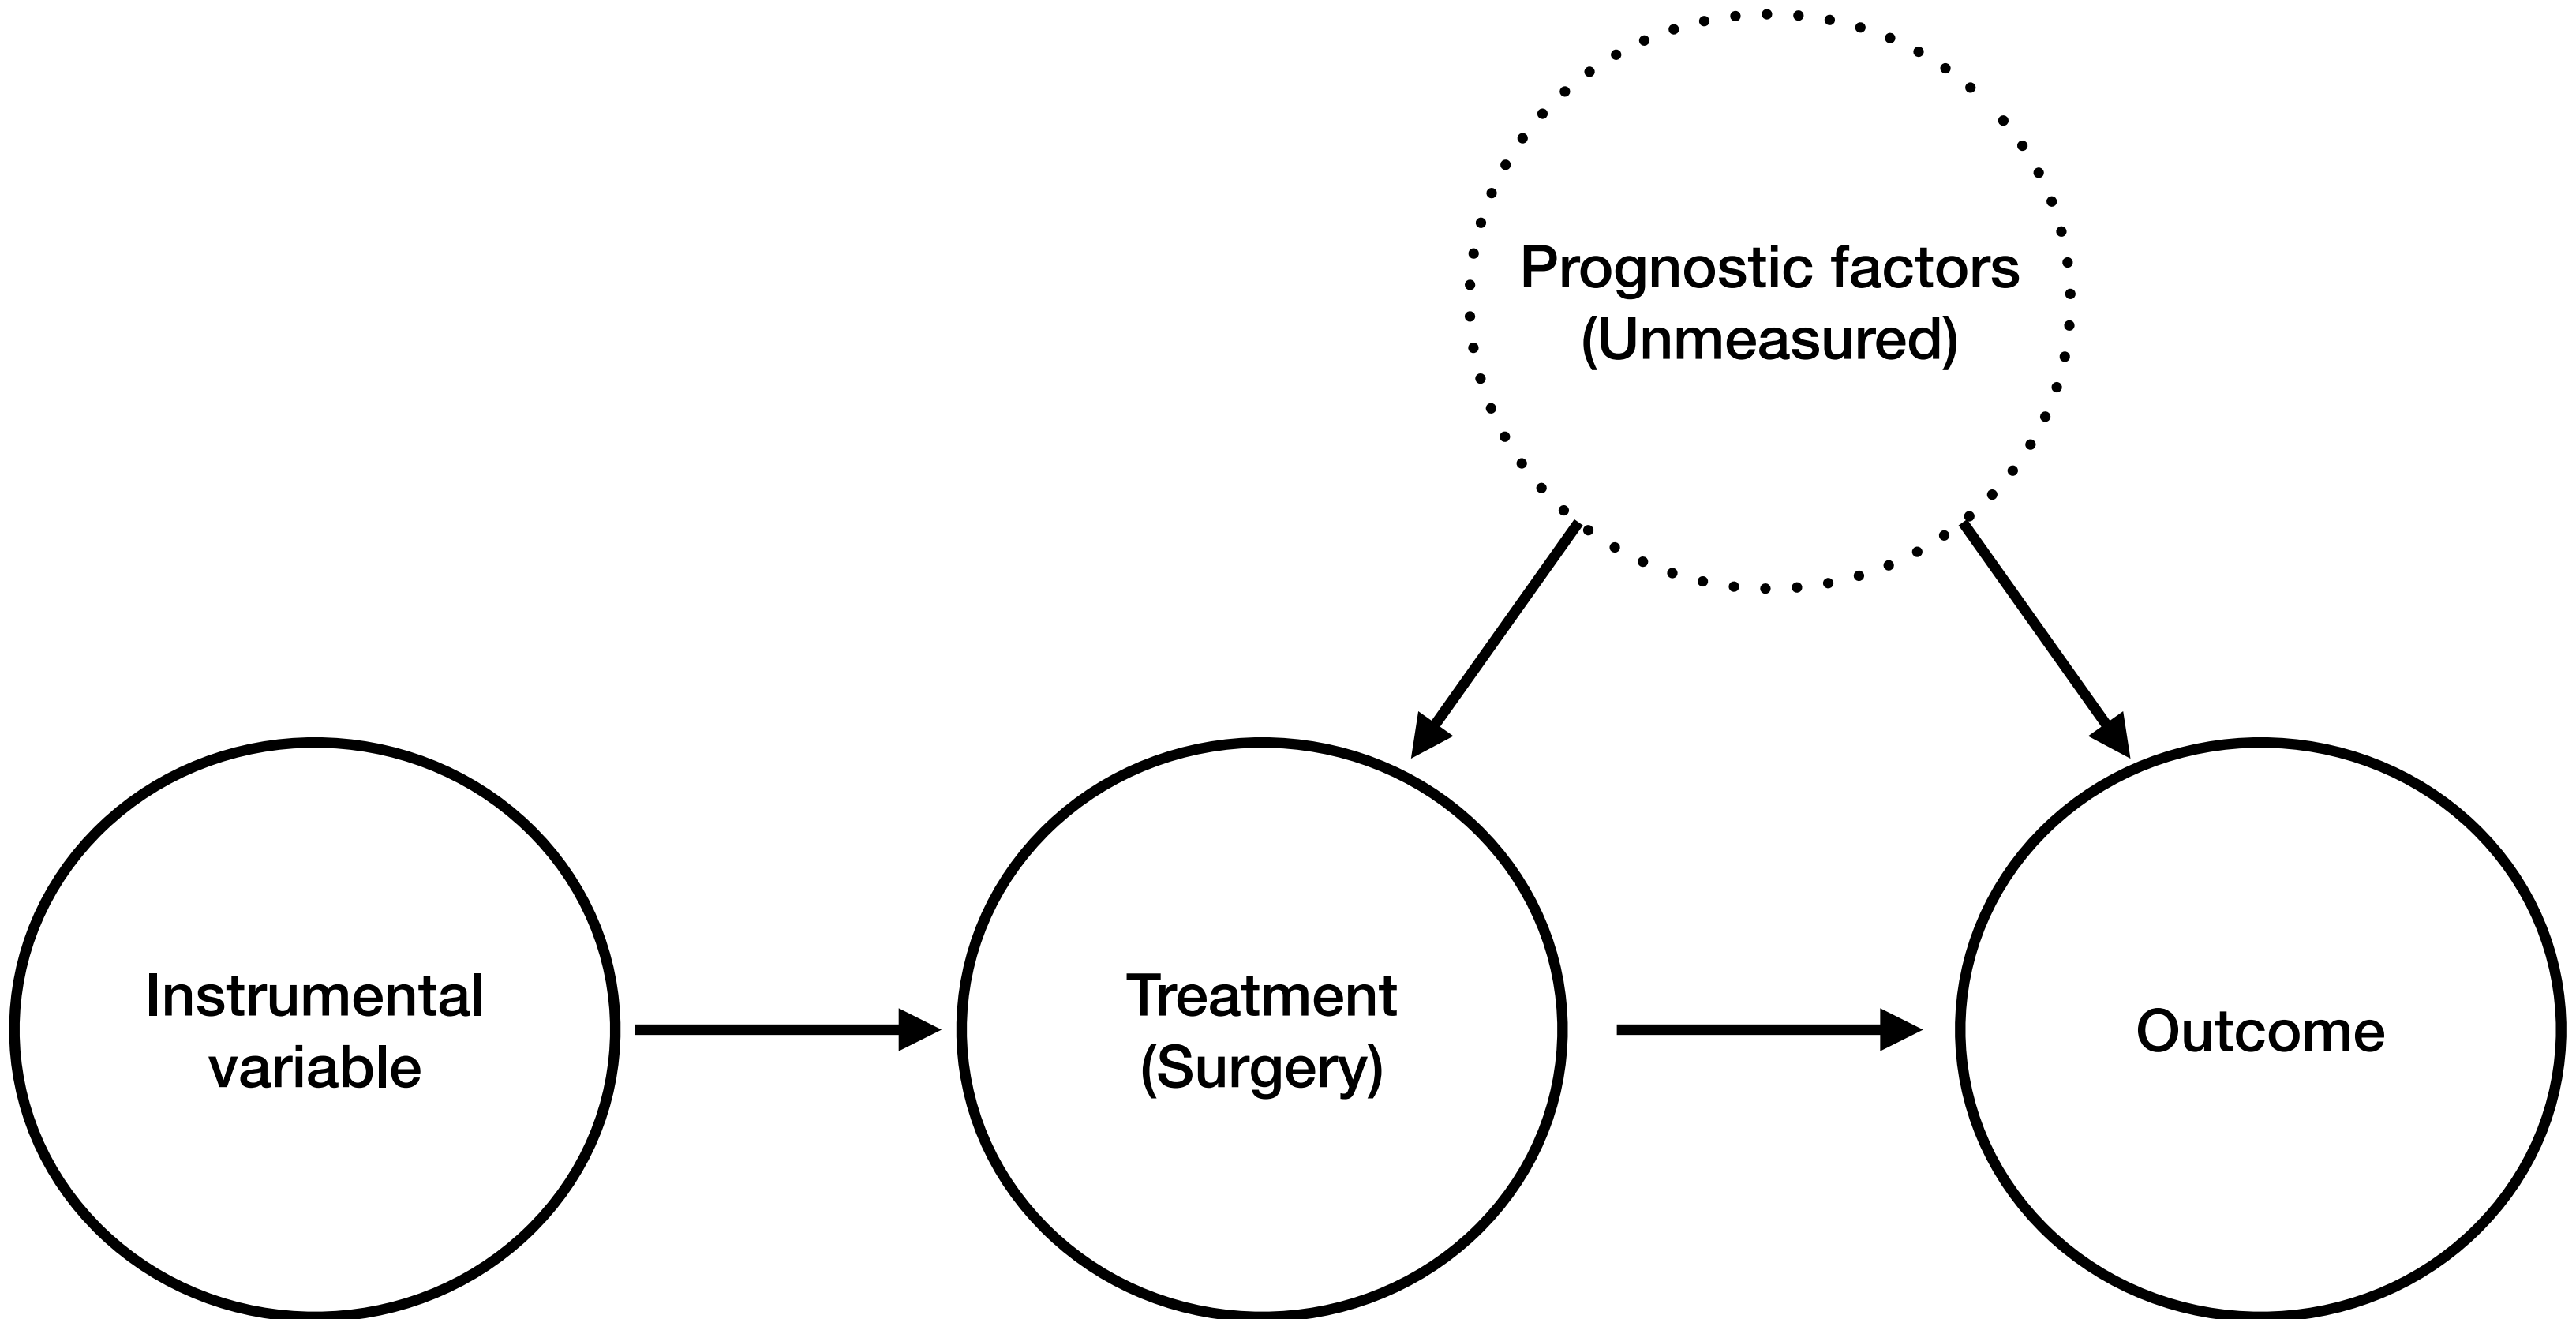 Prognostic factors
(Unmeasured)
Instrumental
variable
Treatment
(Surgery)
Outcome